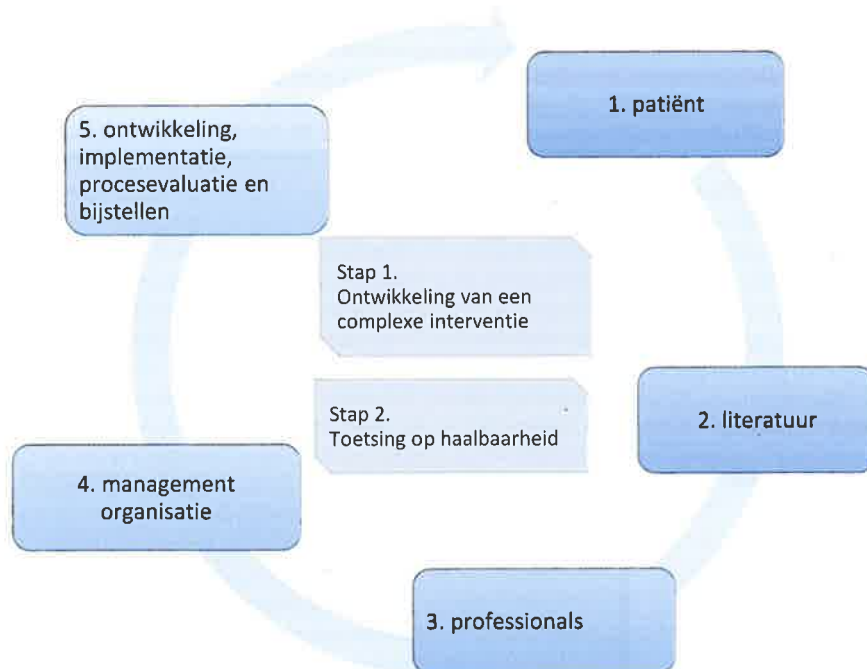 1. patiënt
2. literatuur
3. professionals
4. management
organisatie
5. ontwikkeling,
implementatie,
procesevaluatie en
bijstellen
Stap 1.
Ontwikkeling van een
complexe interventie
Stap 2.
Toetsing op haalbaarheid